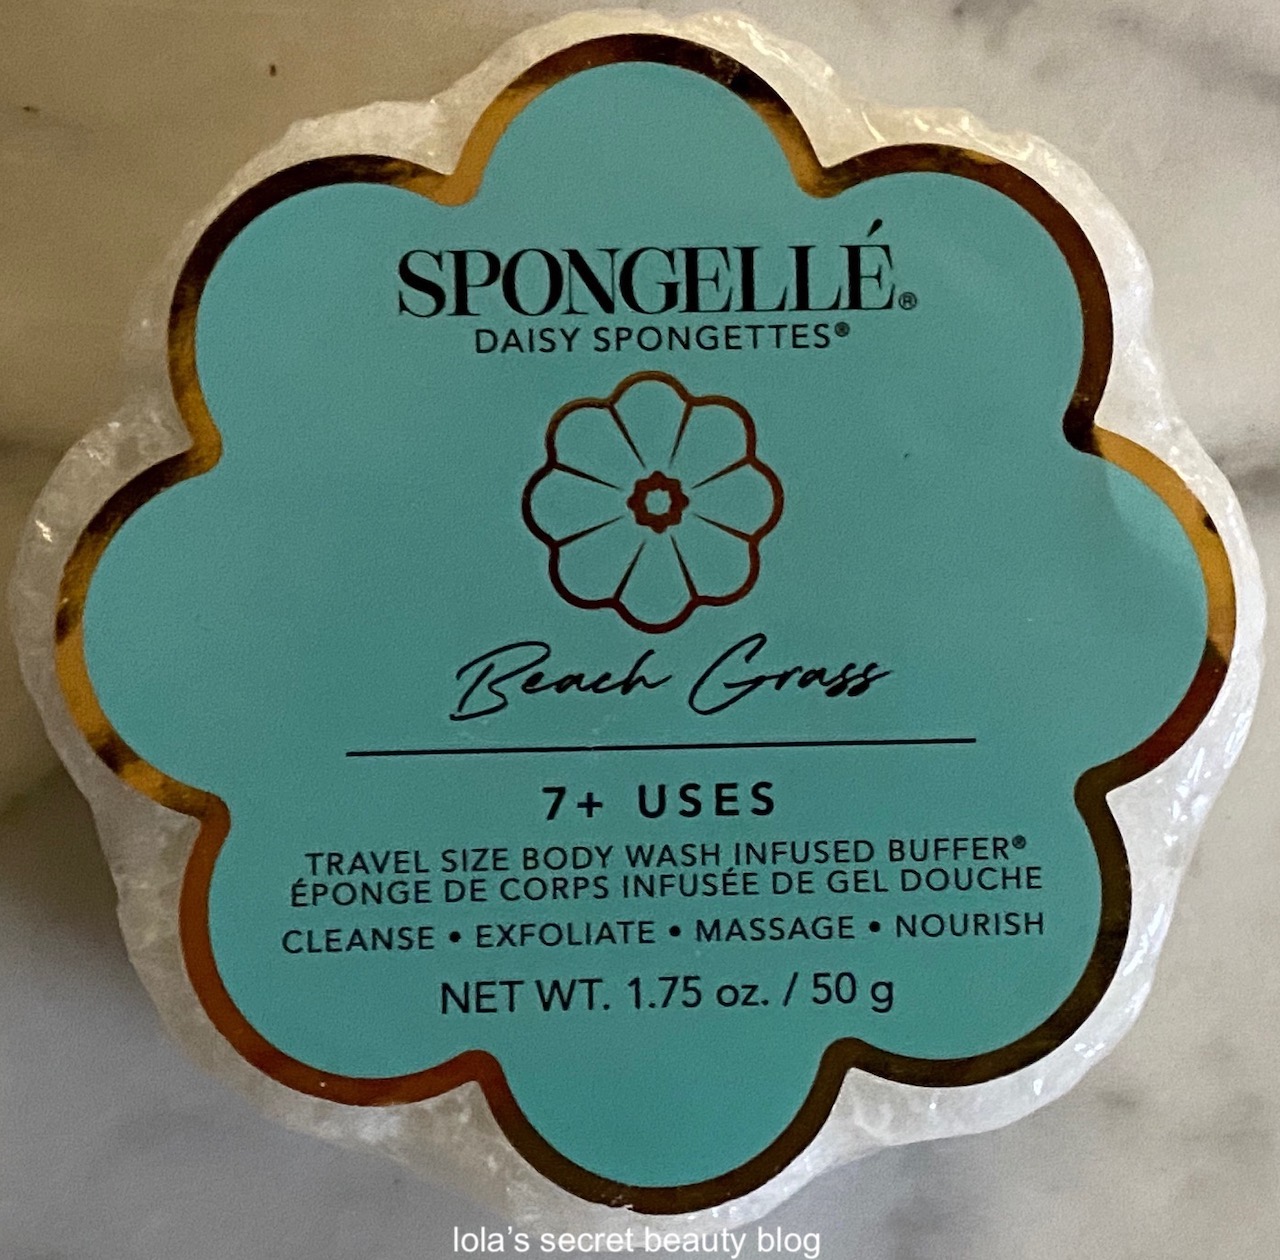 SPONGELLÉ®
DAISY SPONGETTES®
Beach Grass
7+ USES
TRAVEL SIZE BODY WASH INFUSED BUFFER®
ÉPONGE DE CORPS INFUSÉE DE GEL DOUCHE
CLEANSE • EXFOLIATE • MASSAGE • NOURISH
NET WT. 1.75 oz. / 50 g
lola's secret beauty blog